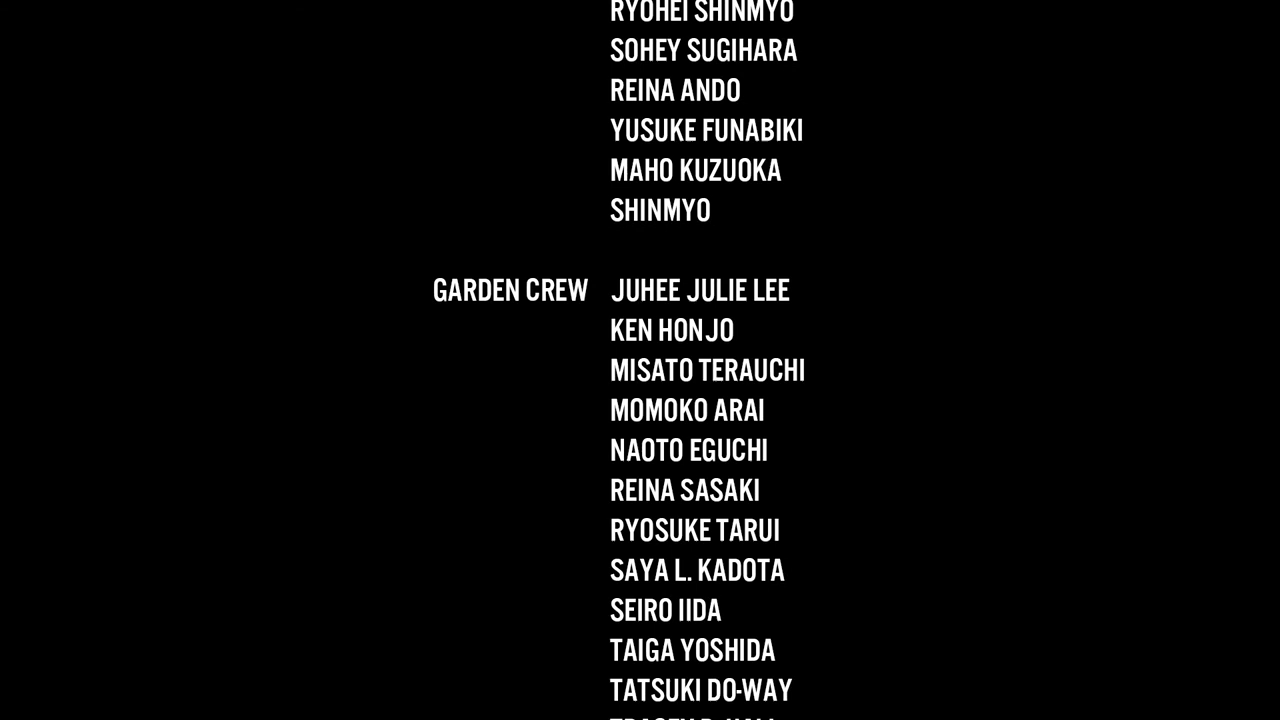 RYOHEI SHINMYO
SOHEY SUGIHARA
REINA ANDO
YUSUKE FUNABIKI
MAHO KUZUOKA
SHINMYO
GARDEN CREW JUHEE JULIE LEE
KEN HONJO
MISATO TERAUCHI
MOMOKO ARAI
NAOTO EGUCHI
REINA SASAKI
RYOSUKE TARUI
SAYA L. KADOTA
SEIRO IIDA
TAIGA YOSHIDA
TATSUKI DO-WAY